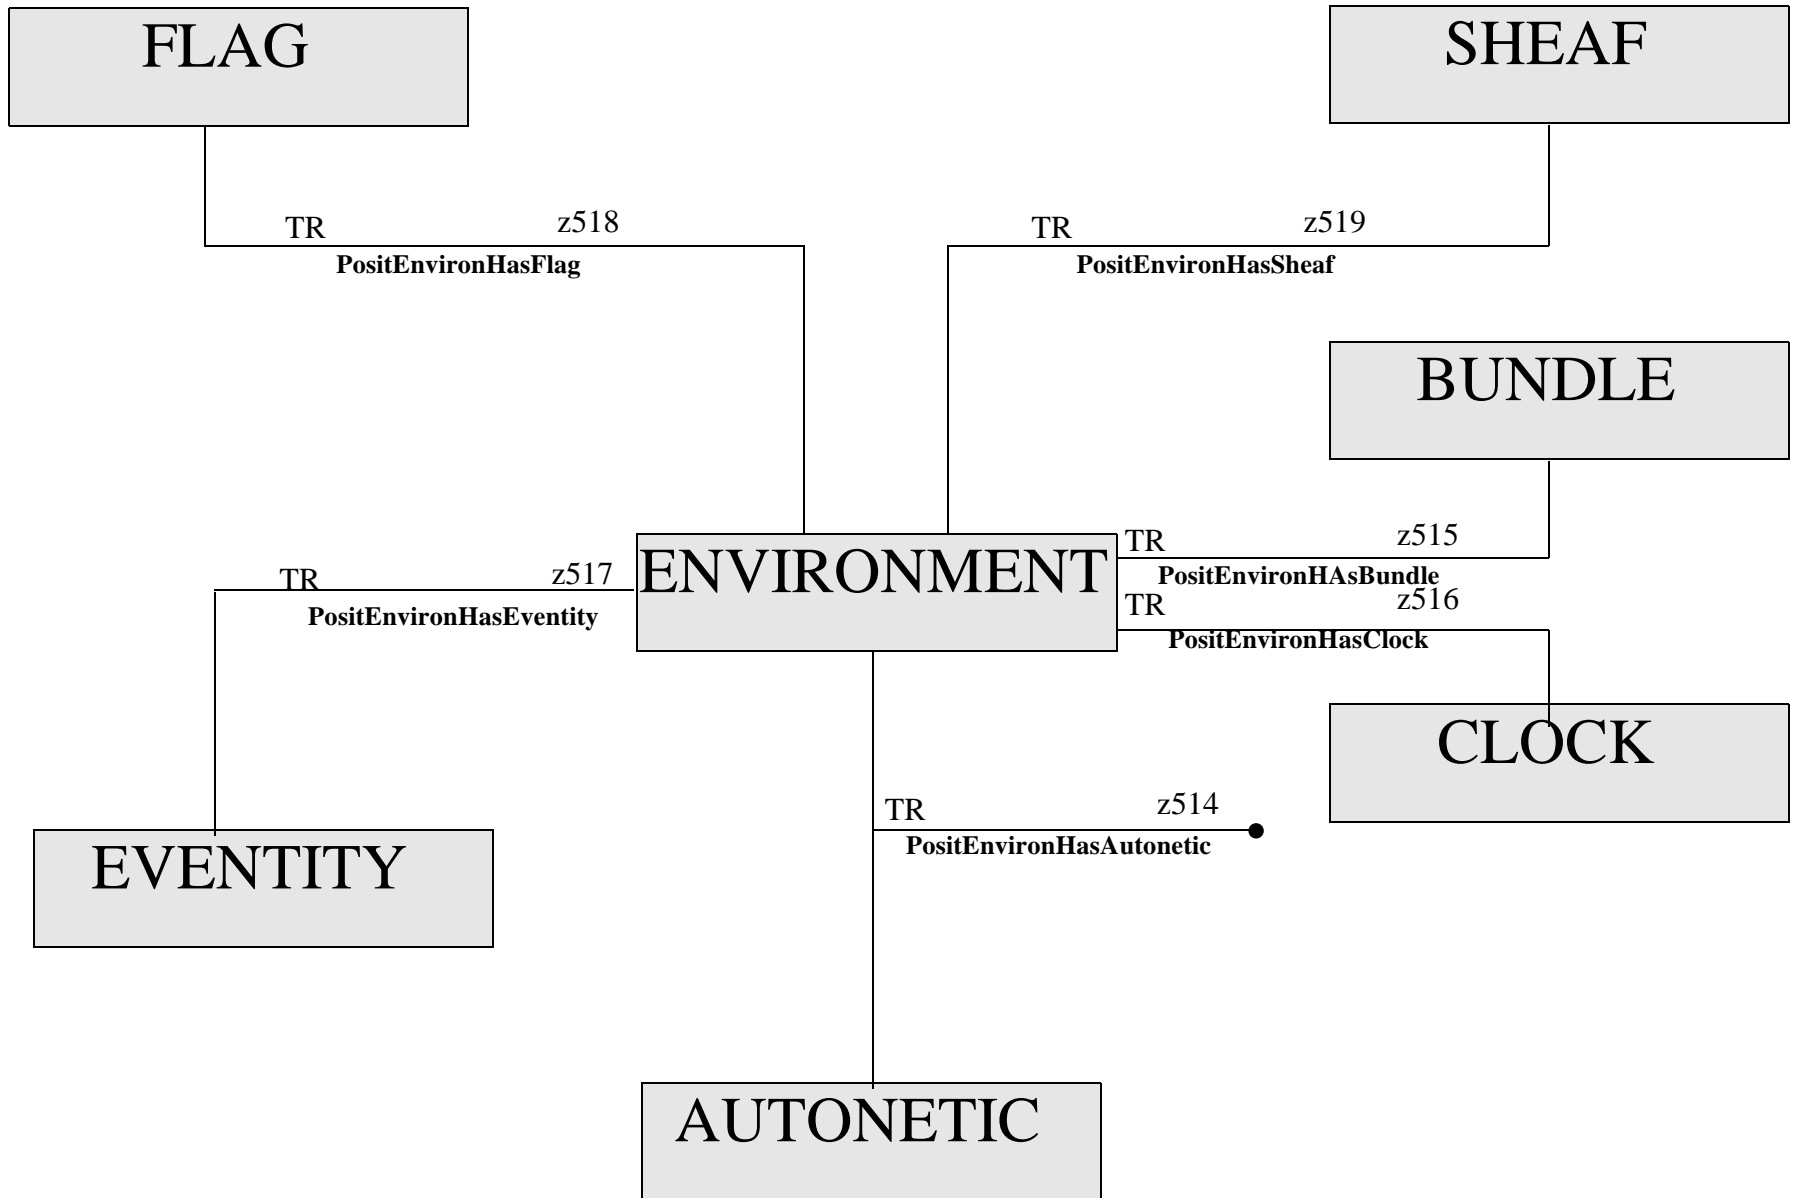 FLAG
SHEAF
TR z518
PositEnvironHasFlag
TR z519
PositEnvironHasSheaf
BUNDLE
TR z515
PositEnvironHAsBundle
TR z517
PositEnvironHasEventity
ENVIRONMENT
TR z516
PositEnvironHasClock
CLOCK
TR z514
PositEnvironHasAutonetic
EVENTITY
AUTONETIC